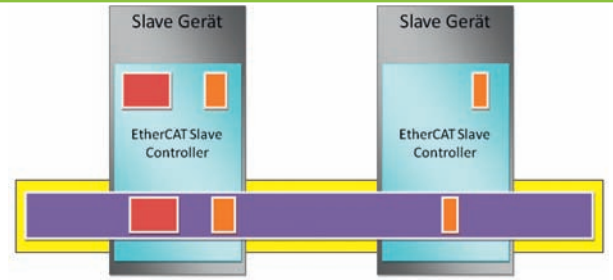 Slave Gerät
EtherCAT Slave
Controller
Slave Gerät
EtherCAT Slave
Controller